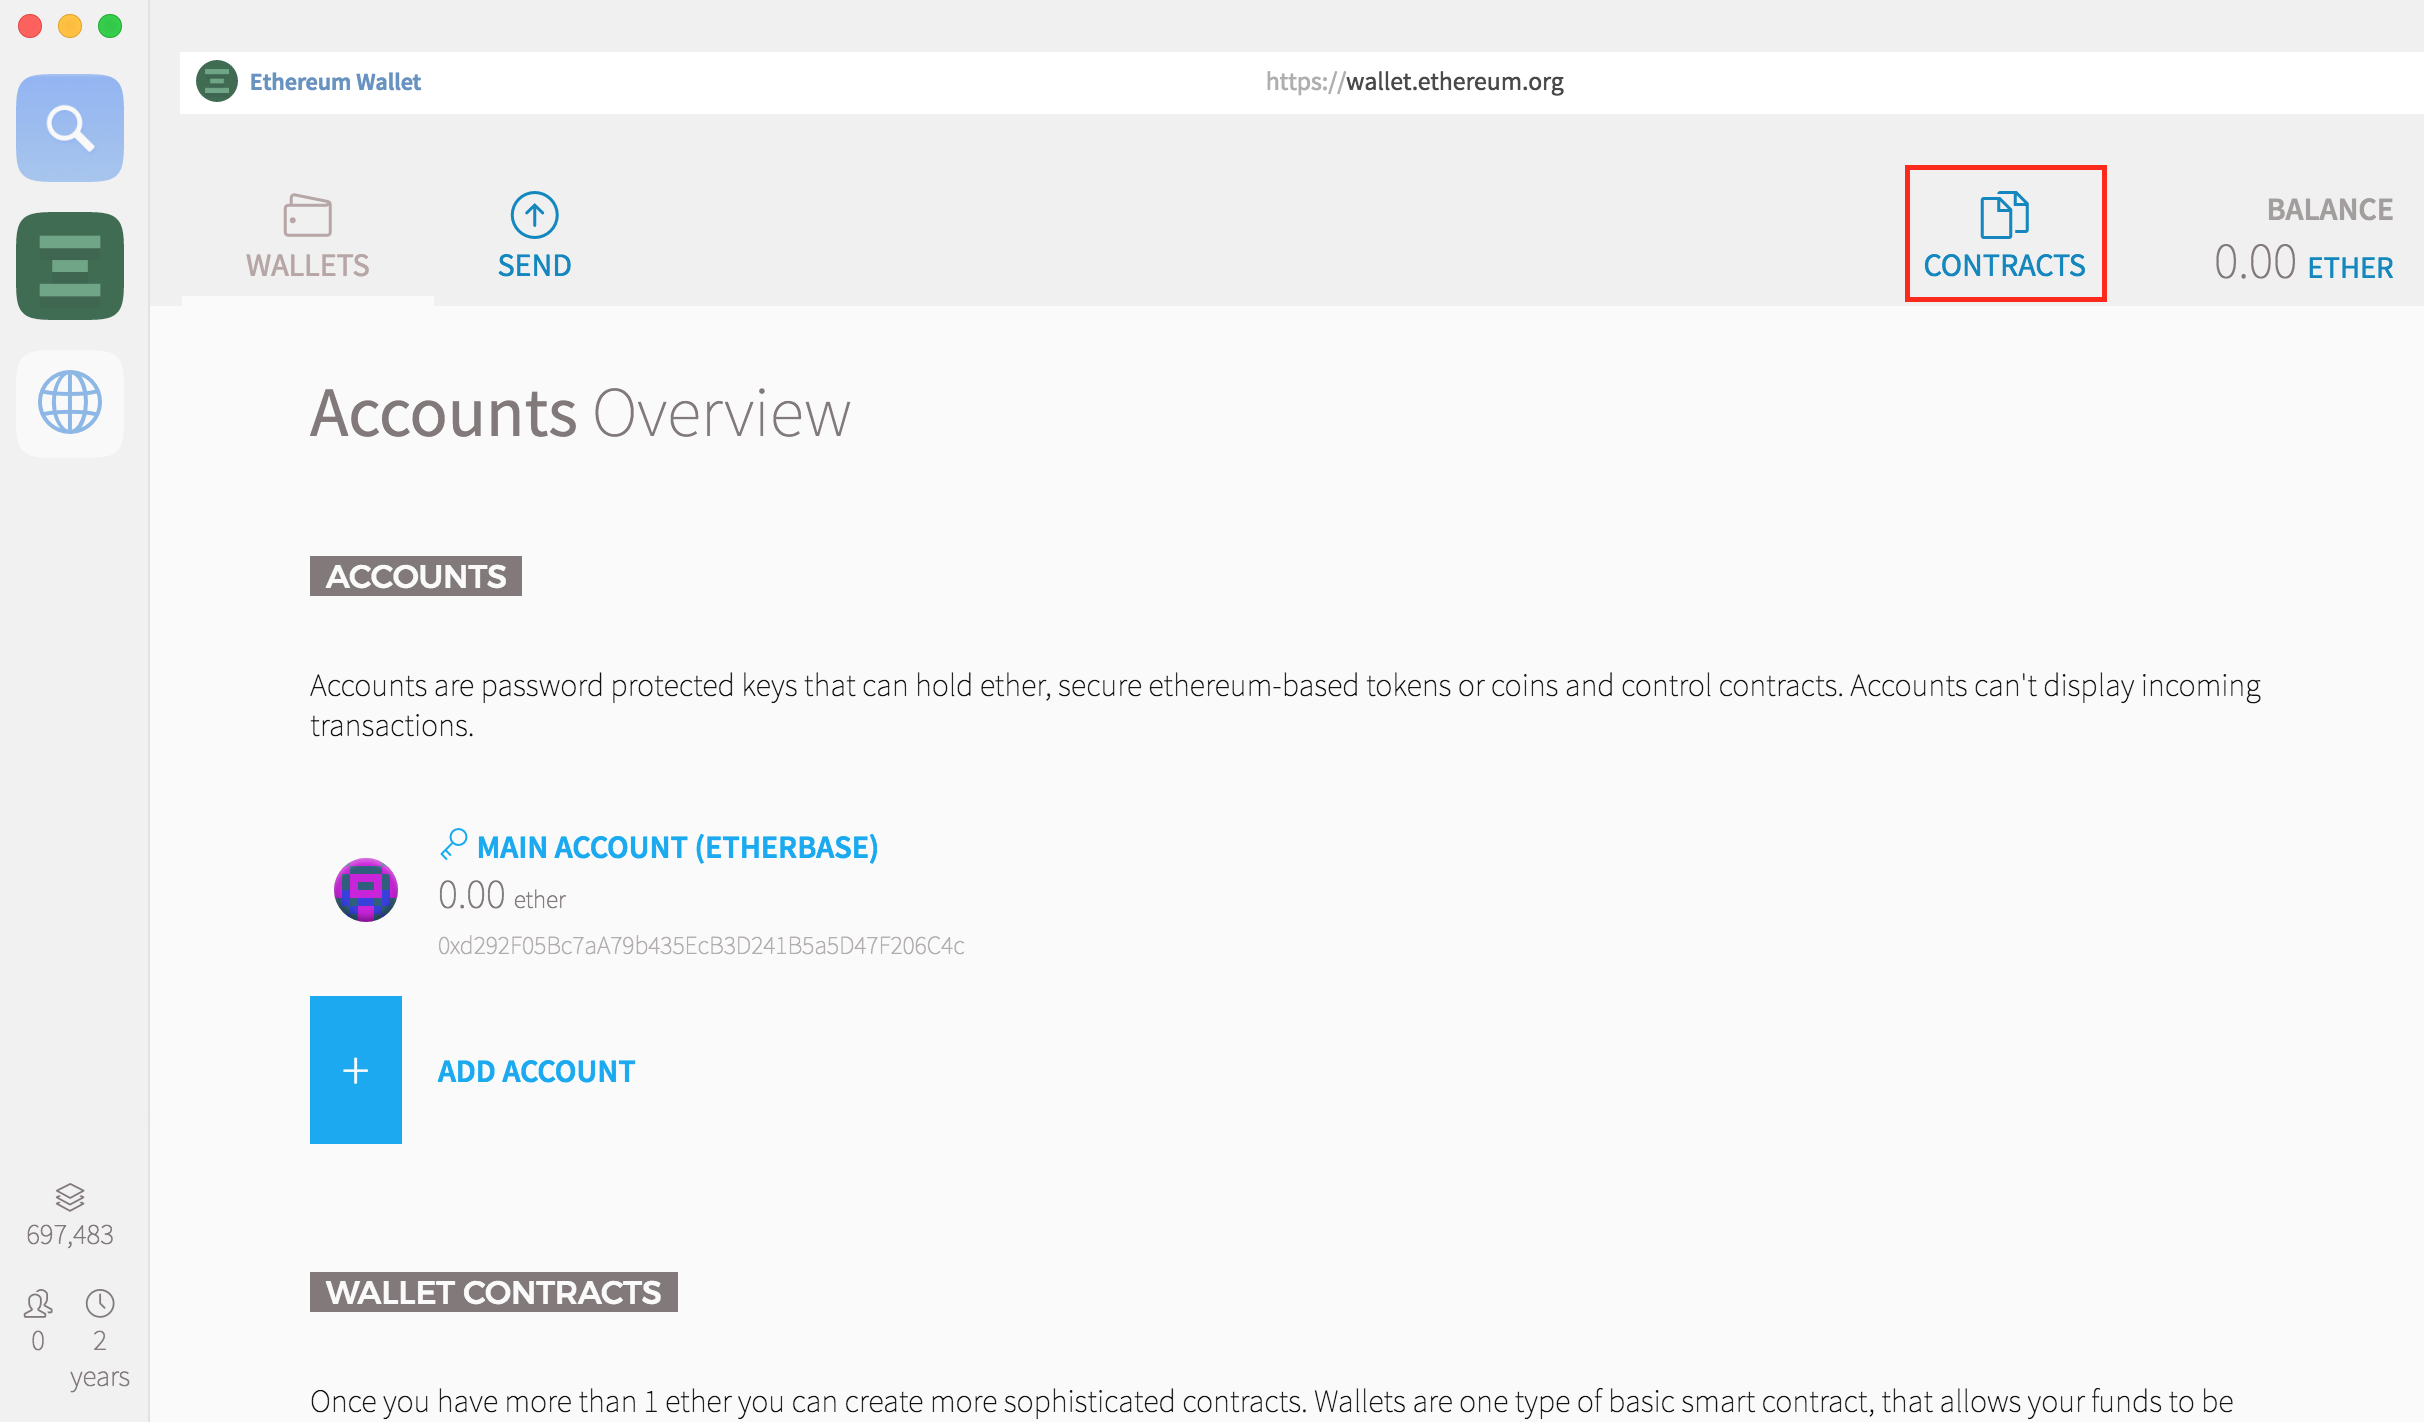 Ethereum Wallet
https://wallet.ethereum.org
WALLETS
SEND
CONTRACTS
BALANCE
0.00 ETHER
Accounts Overview
ACCOUNTS
Accounts are password protected keys that can hold ether, secure ethereum-based tokens or coins and control contracts. Accounts can't display incoming
transactions.
MAIN ACCOUNT (ETHERBASE)
0.00 ether
0xd292F05Bc7aA79b435EcB3D241B5a5D47F206C4c
+
ADD ACCOUNT
697,483
0
2
years
WALLET CONTRACTS
Once you have more than 1 ether you can create more sophisticated contracts. Wallets are one type of basic smart contract, that allows your funds to be